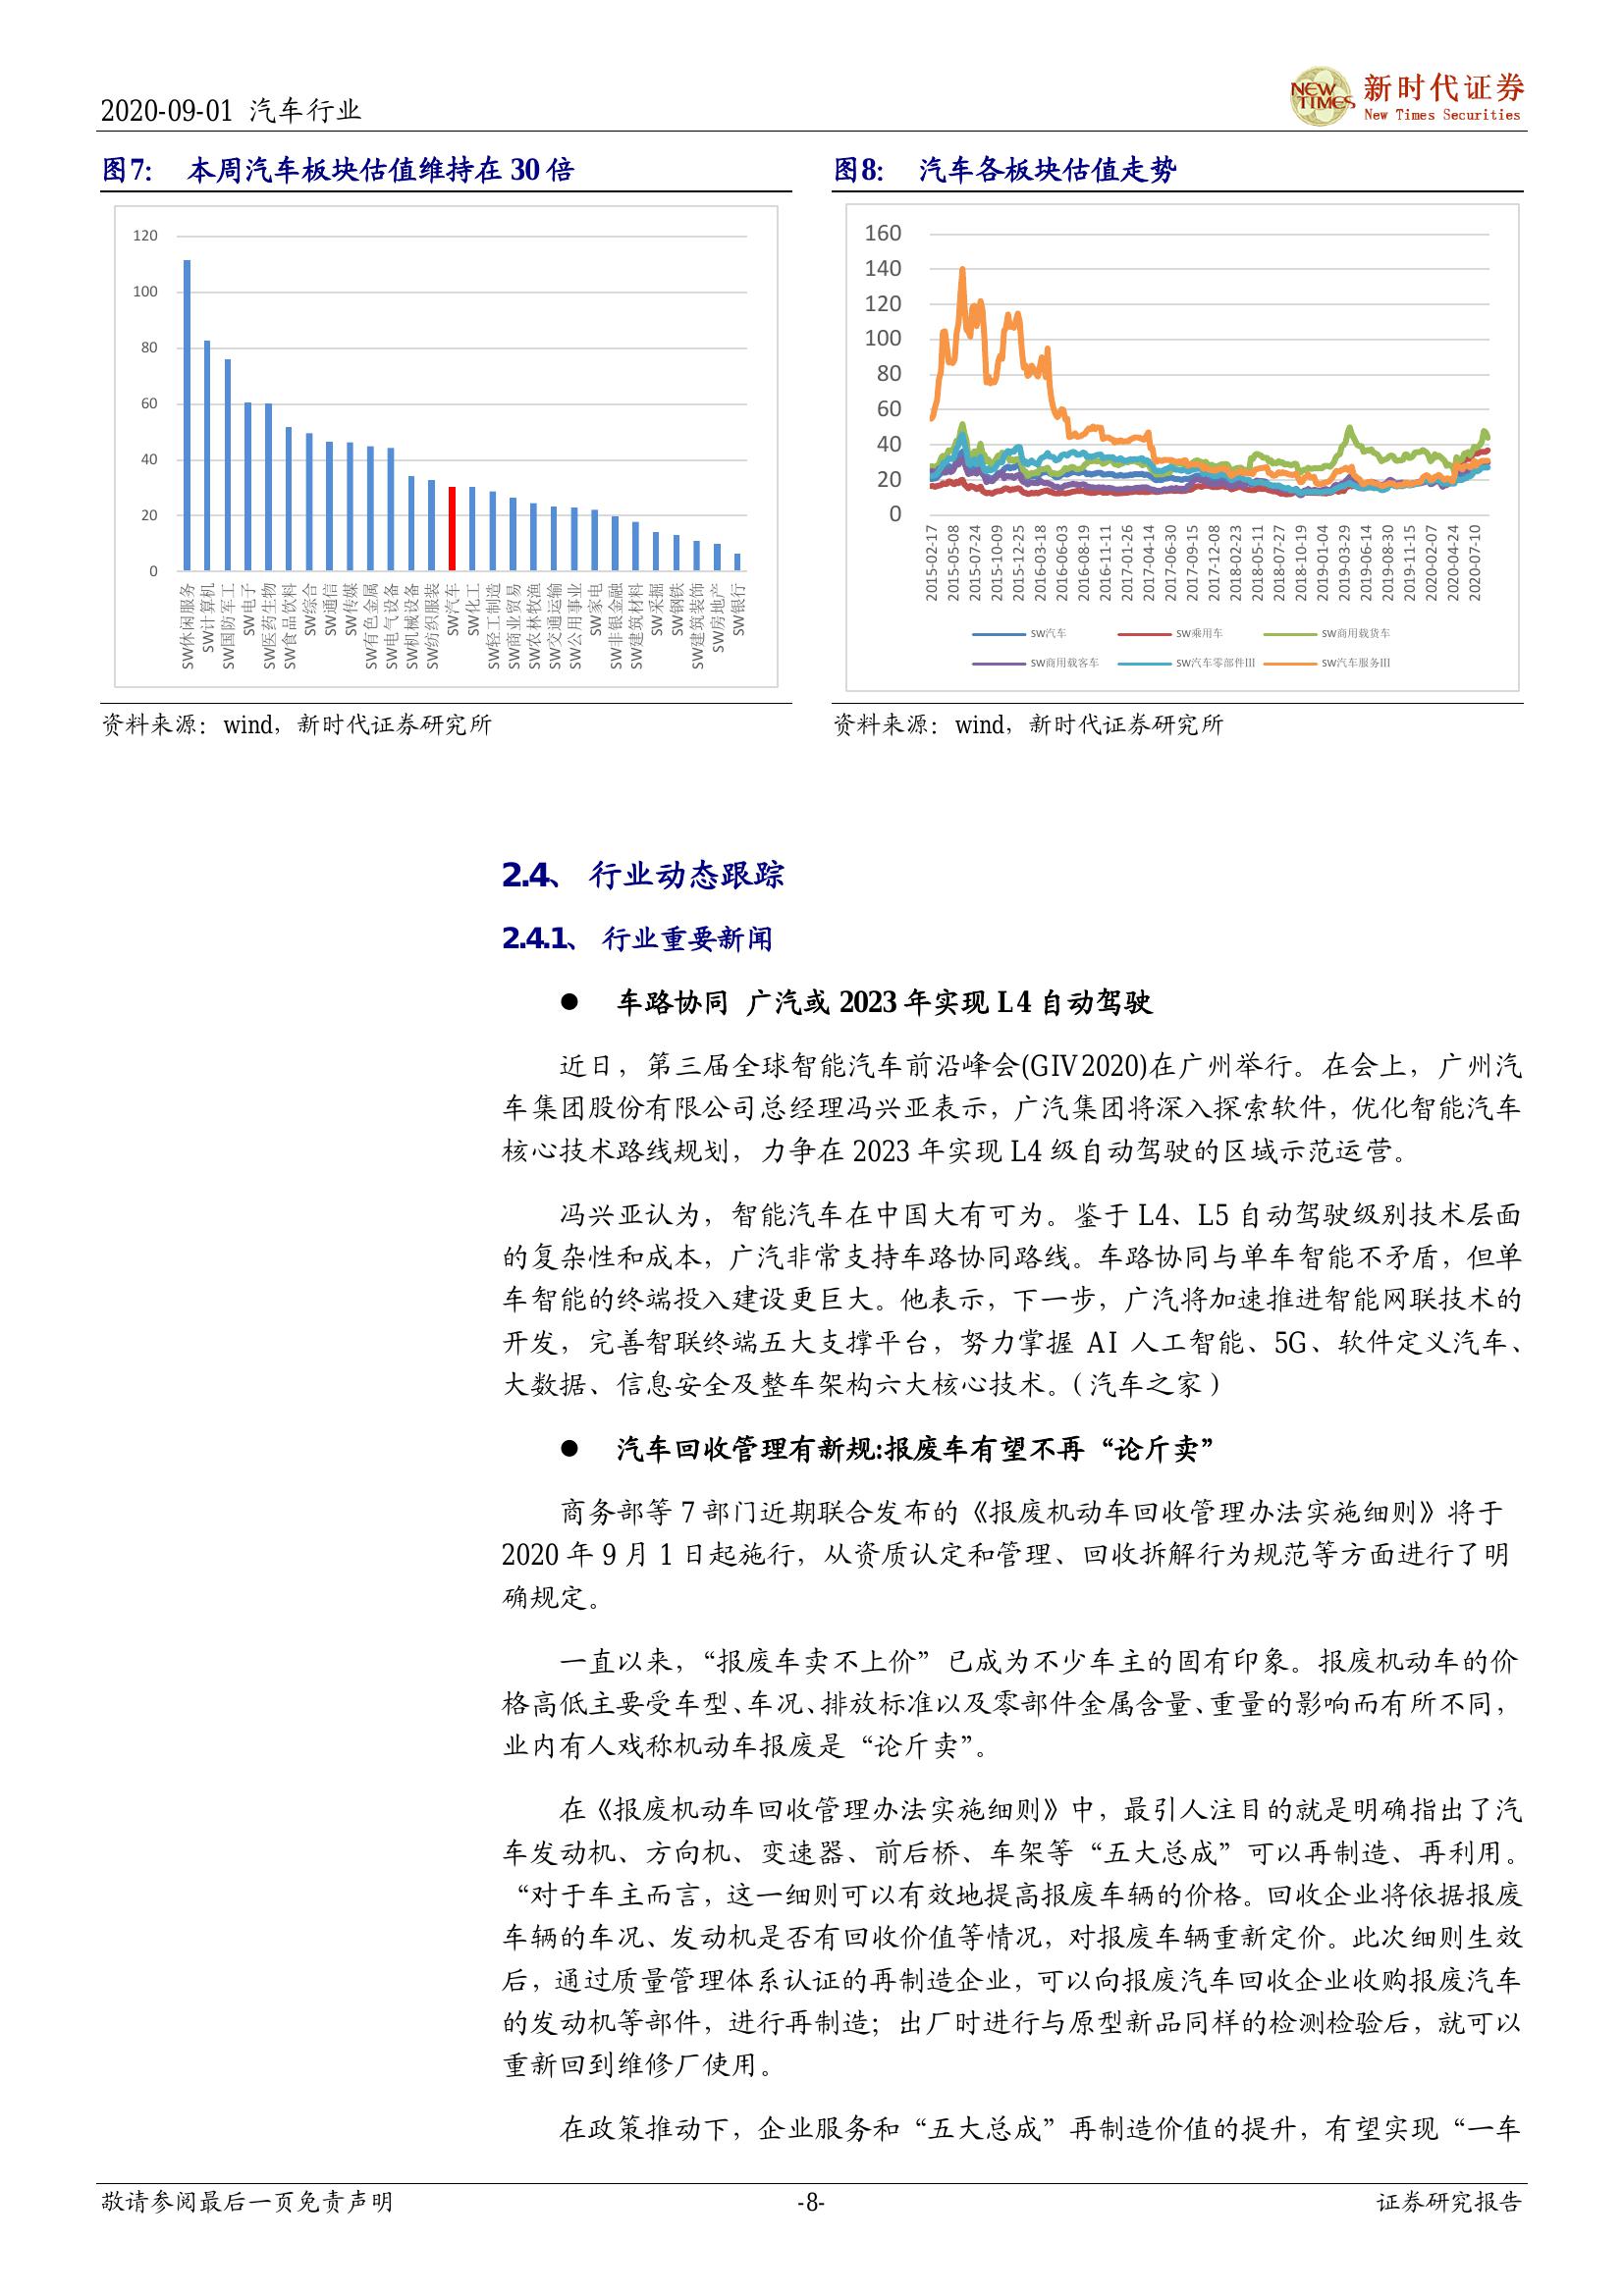 2020-09-01 汽车行业
NEW TIMES
新时代证券
New Times Securities
图7： 本周汽车板块估值维持在 30 倍
120
100
80
60
40
20
0
SW休闲服务
SW计算机
SW国防军工
SW电子
SW医药生物
SW食品饮料
SW综合
SW通信
SW传媒
SW有色金属
SW电气设备
SW机械设备
SW纺织服装
SW汽车
SW化工
SW轻工制造
SW商业贸易
SW农林牧渔
SW交通运输
SW公用事业
SW家电
SW非银金融
SW建筑材料
SW采掘
SW钢铁
SW建筑装饰
SW房地产
SW银行
资料来源：wind，新时代证券研究所
图8： 汽车各板块估值走势
160
140
120
100
80
60
40
20
0
2015-02-17
2015-05-08
2015-07-24
2015-10-09
2015-12-25
2016-03-18
2016-06-03
2016-08-19
2016-11-11
2017-01-26
2017-04-14
2017-06-30
2017-09-15
2017-12-08
2018-02-23
2018-05-11
2018-07-27
2018-10-19
2019-01-04
2019-03-29
2019-06-14
2019-08-30
2019-11-15
2020-02-07
2020-04-24
2020-07-10
SW汽车 SW乘用车 SW商用载货车
SW商用载客车 SW汽车零部件III SW汽车服务III
资料来源：wind，新时代证券研究所
2.4、 行业动态跟踪
2.4.1、 行业重要新闻
● 车路协同 广汽或 2023 年实现 L4 自动驾驶
近日，第三届全球智能汽车前沿峰会(GIV2020)在广州举行。在会上，广州汽
车集团股份有限公司总经理冯兴亚表示，广汽集团将深入探索软件，优化智能汽车
核心技术路线规划，力争在 2023 年实现 L4 级自动驾驶的区域示范运营。
冯兴亚认为，智能汽车在中国大有可为。鉴于 L4、L5 自动驾驶级别技术层面
的复杂性和成本，广汽非常支持车路协同路线。车路协同与单车智能不矛盾，但单
车智能的终端投入建设更巨大。他表示，下一步，广汽将加速推进智能网联技术的
开发，完善智联终端五大支撑平台，努力掌握 AI 人工智能、5G、软件定义汽车、
大数据、信息安全及整车架构六大核心技术。（汽车之家）
● 汽车回收管理有新规:报废车有望不再“论斤卖”
商务部等 7 部门近期联合发布的《报废机动车回收管理办法实施细则》将于
2020 年 9 月 1 日起施行，从资质认定和管理、回收拆解行为规范等方面进行了明
确规定。
一直以来，“报废车卖不上价”已成为不少车主的固有印象。报废机动车的价
格高低主要受车型、车况、排放标准以及零部件金属含量、重量的影响而有所不同，
业内有人戏称机动车报废是“论斤卖”。
在《报废机动车回收管理办法实施细则》中，最引人注目的就是明确指出了汽
车发动机、方向机、变速器、前后桥、车架等“五大总成”可以再制造、再利用。
“对于车主而言，这一细则可以有效地提高报废车辆的价格。回收企业将依据报废
车辆的车况、发动机是否有回收价值等情况，对报废车辆重新定价。此次细则生效
后，通过质量管理体系认证的再制造企业，可以向报废汽车回收企业收购报废汽车
的发动机等部件，进行再制造；出厂时进行与原型新品同样的检测检验后，就可以
重新回到维修厂使用。
在政策推动下，企业服务和“五大总成”再制造价值的提升，有望实现“一车
敬请参阅最后一页免责声明 -8- 证券研究报告